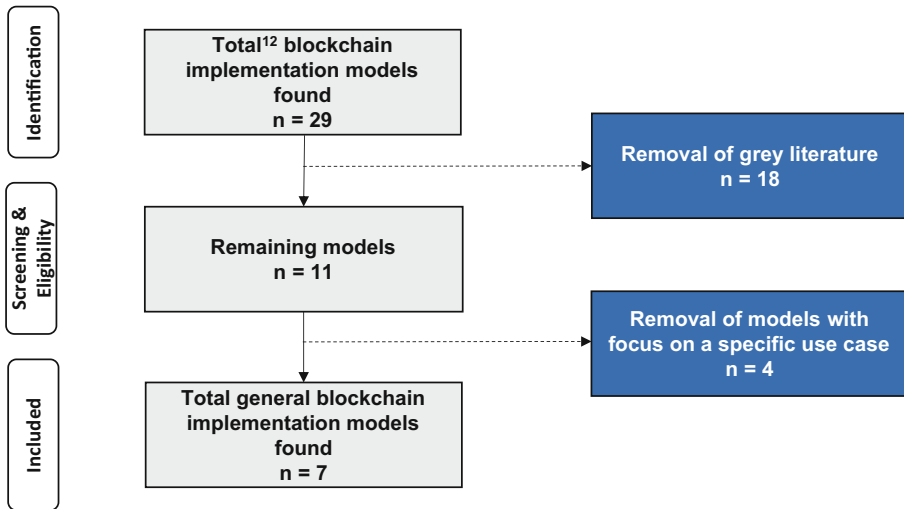 Identification
Total¹² blockchain
implementation models
found
n = 29
Removal of grey literature
n = 18
Screening &
Eligibility
Remaining models
n = 11
Removal of models with
focus on a specific use case
n = 4
Included
Total general blockchain
implementation models
found
n = 7